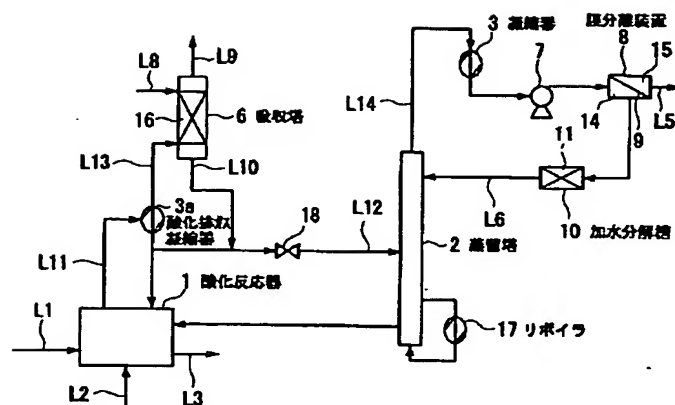 3 凝縮器
膜分離装置
L9
7
8
15
L8
L14
16
6 吸収塔
14
9
L5
L13
L10
11
3a
酸化排ガス
凝縮器
18
L12
L6
10 加水分解槽
L11
2 蒸留塔
1 酸化反応器
L1
17 リボイラ
L2
L3